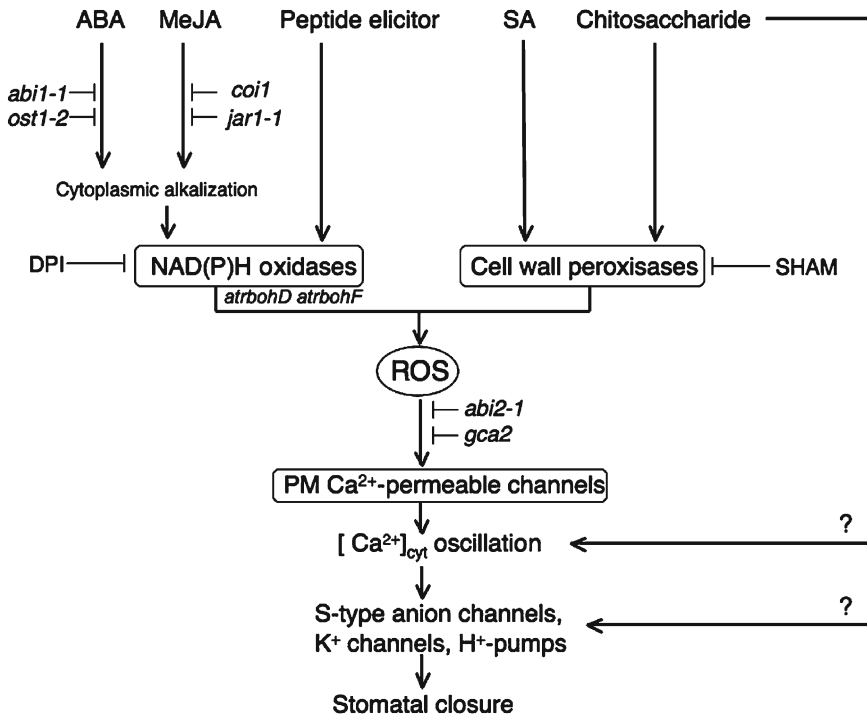 ABA MeJA Peptide elicitor SA Chitosaccharide
abi1-1 coi1
ost1-2 jar1-1
Cytoplasmic alkalization
DPI NAD(P)H oxidases Cell wall peroxisases SHAM
atrbohD atrbohF
ROS
abi2-1
gca2
PM Ca²⁺-permeable channels
?
[ Ca²⁺]cyt oscillation
?
S-type anion channels,
K⁺ channels, H⁺-pumps
Stomatal closure